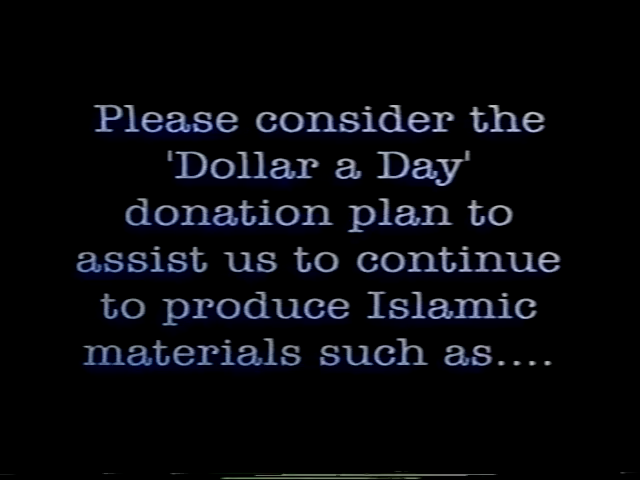 Please consider the
'Dollar a Day'
donation plan to
assist us to continue
to produce Islamic
materials such as....